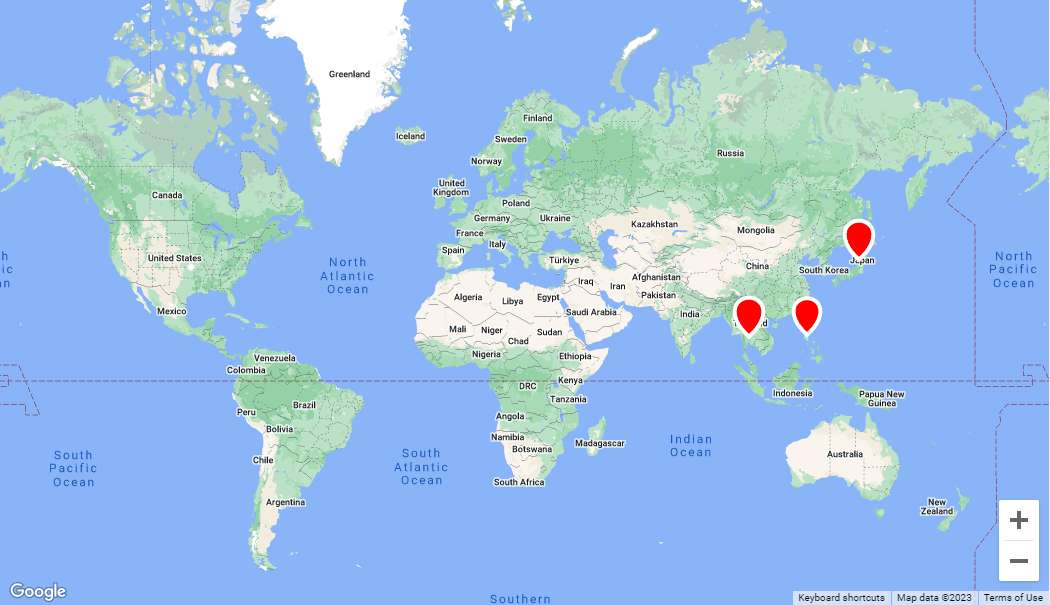 Greenland
Iceland
Finland
Sweden
Norway
Russia
Canada
United
Kingdom
Poland
Germany
Ukraine
France
Kazakhstan
Mongolia
Italy
Spain
United States
North
Atlantic
Ocean
Türkiye
China
Japan
South Korea
North
Pacific
Ocean
Iraq
Iran
Afghanistan
Pakistan
Algeria
Libya
Egypt
Mexico
Saudi Arabia
India
Mali
Niger
Sudan
Chad
Nigeria
Ethiopia
Venezuela
Colombia
Kenya
DRC
Tanzania
Indonesia
Papua New
Guinea
Peru
Brazil
Angola
Bolivia
Namibia
Botswana
Madagascar
Indian
Ocean
Chile
Australia
South
Pacific
Ocean
South
Atlantic
Ocean
South Africa
Argentina
New
Zealand
Southern
Google
Keyboard shortcuts
Map data ©2023
Terms of Use